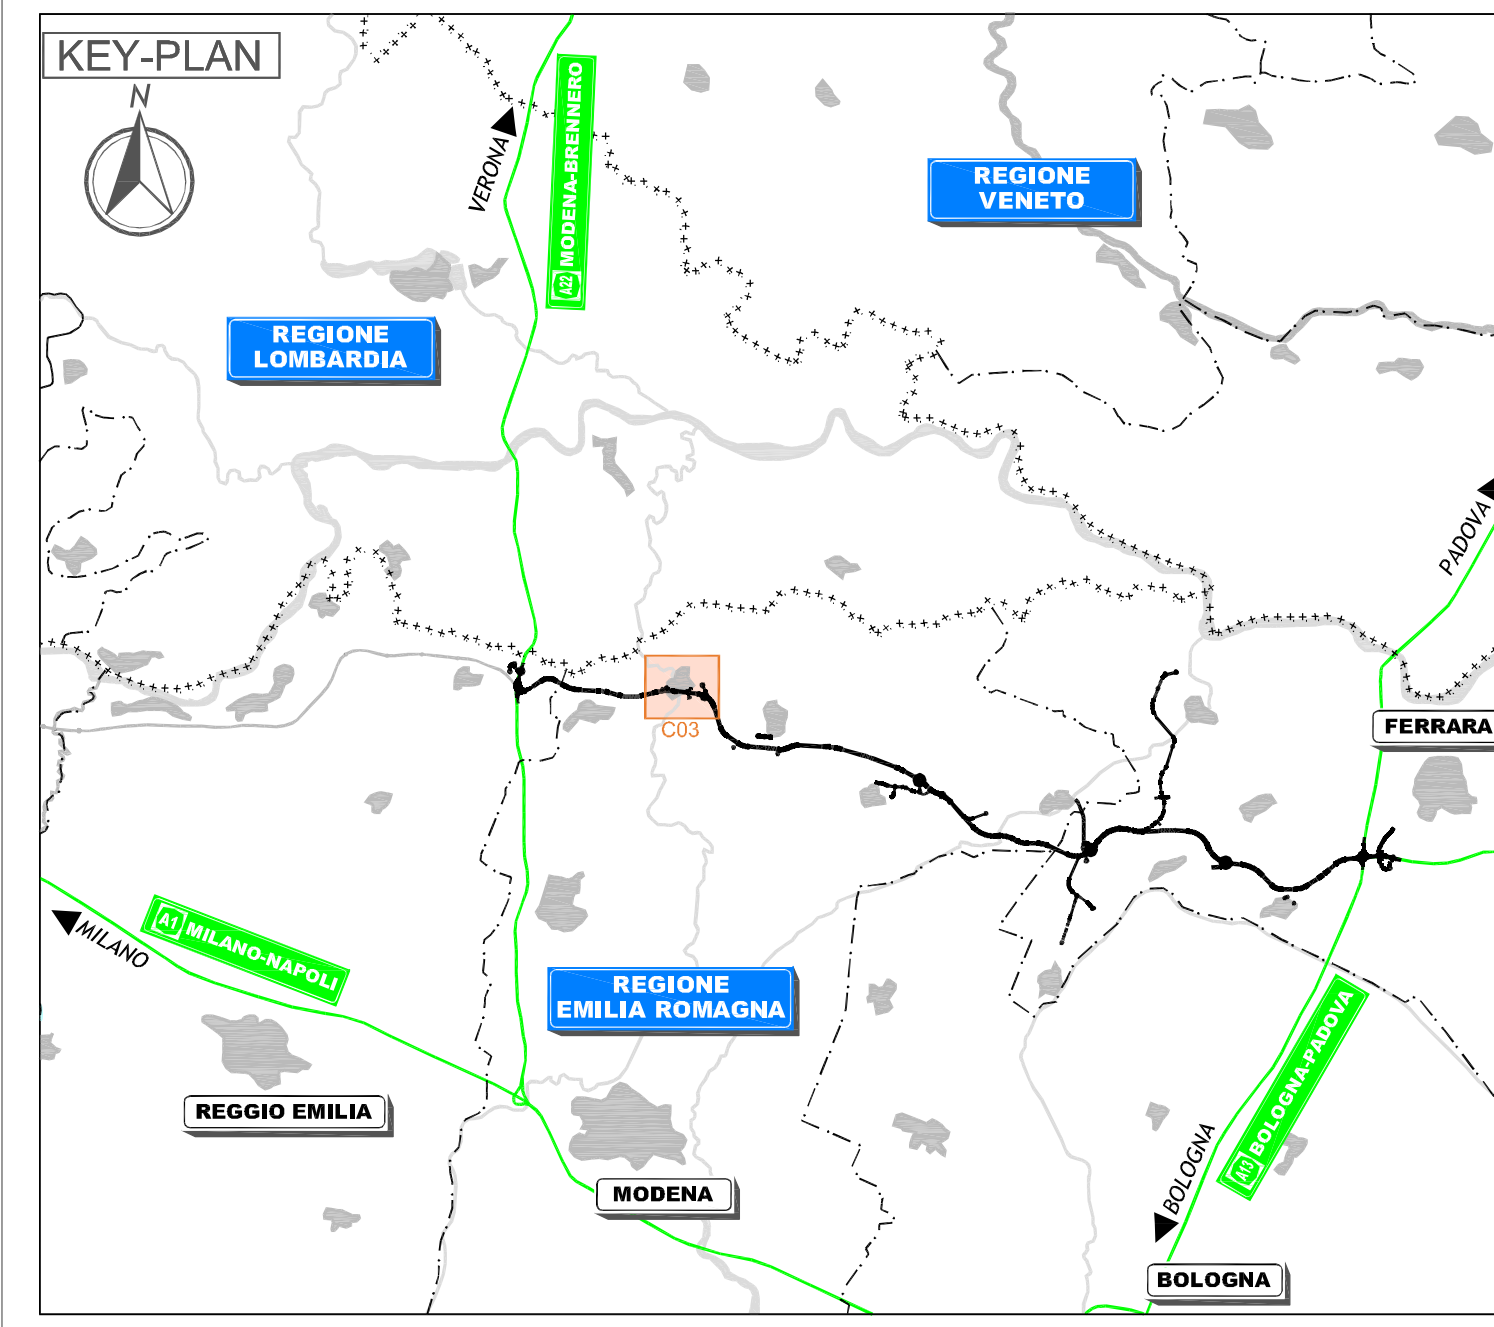 KEY-PLAN
N
VERONA
A22 MODENA-BRENNERO
REGIONE
VENETO
REGIONE
LOMBARDIA
PADOVA
C03
FERRARA
MILANO
A1 MILANO-NAPOLI
REGIONE
EMILIA ROMAGNA
A13 BOLOGNA-PADOVA
REGGIO EMILIA
BOLOGNA
MODENA
BOLOGNA